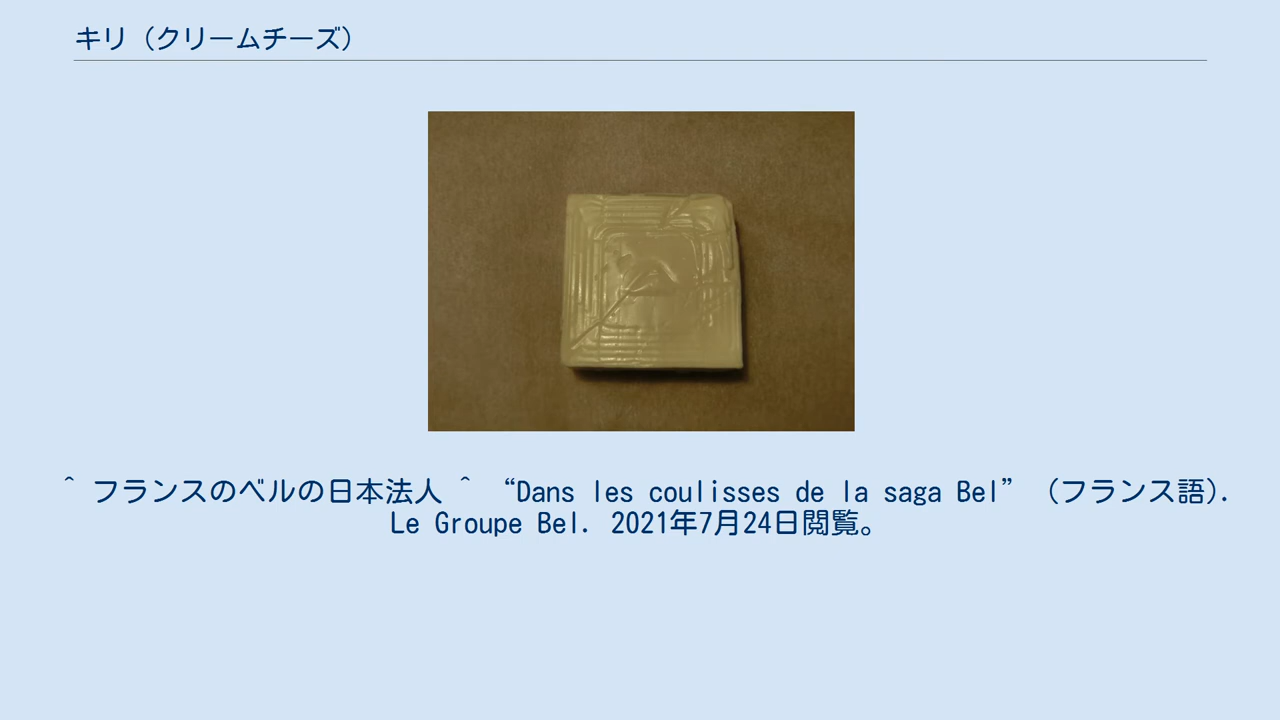 キリ（クリームチーズ）
^ フランスのベルの日本法人 ^ “Dans les coulisses de la saga Bel” （フランス語）.
Le Groupe Bel. 2021年7月24日閲覧。